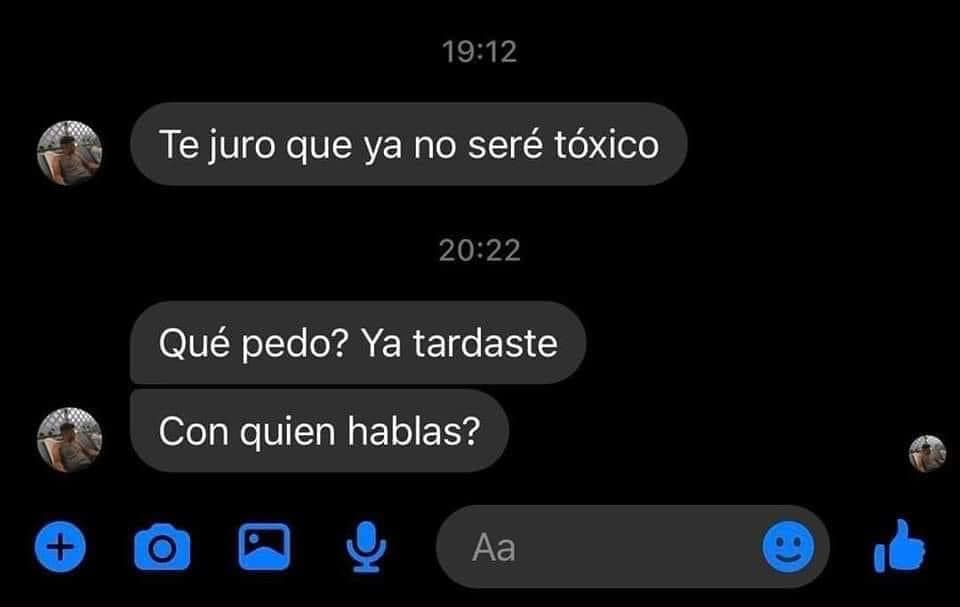 19:12
Te juro que ya no seré tóxico
20:22
Qué pedo? Ya tardaste
Con quien hablas?
Aa